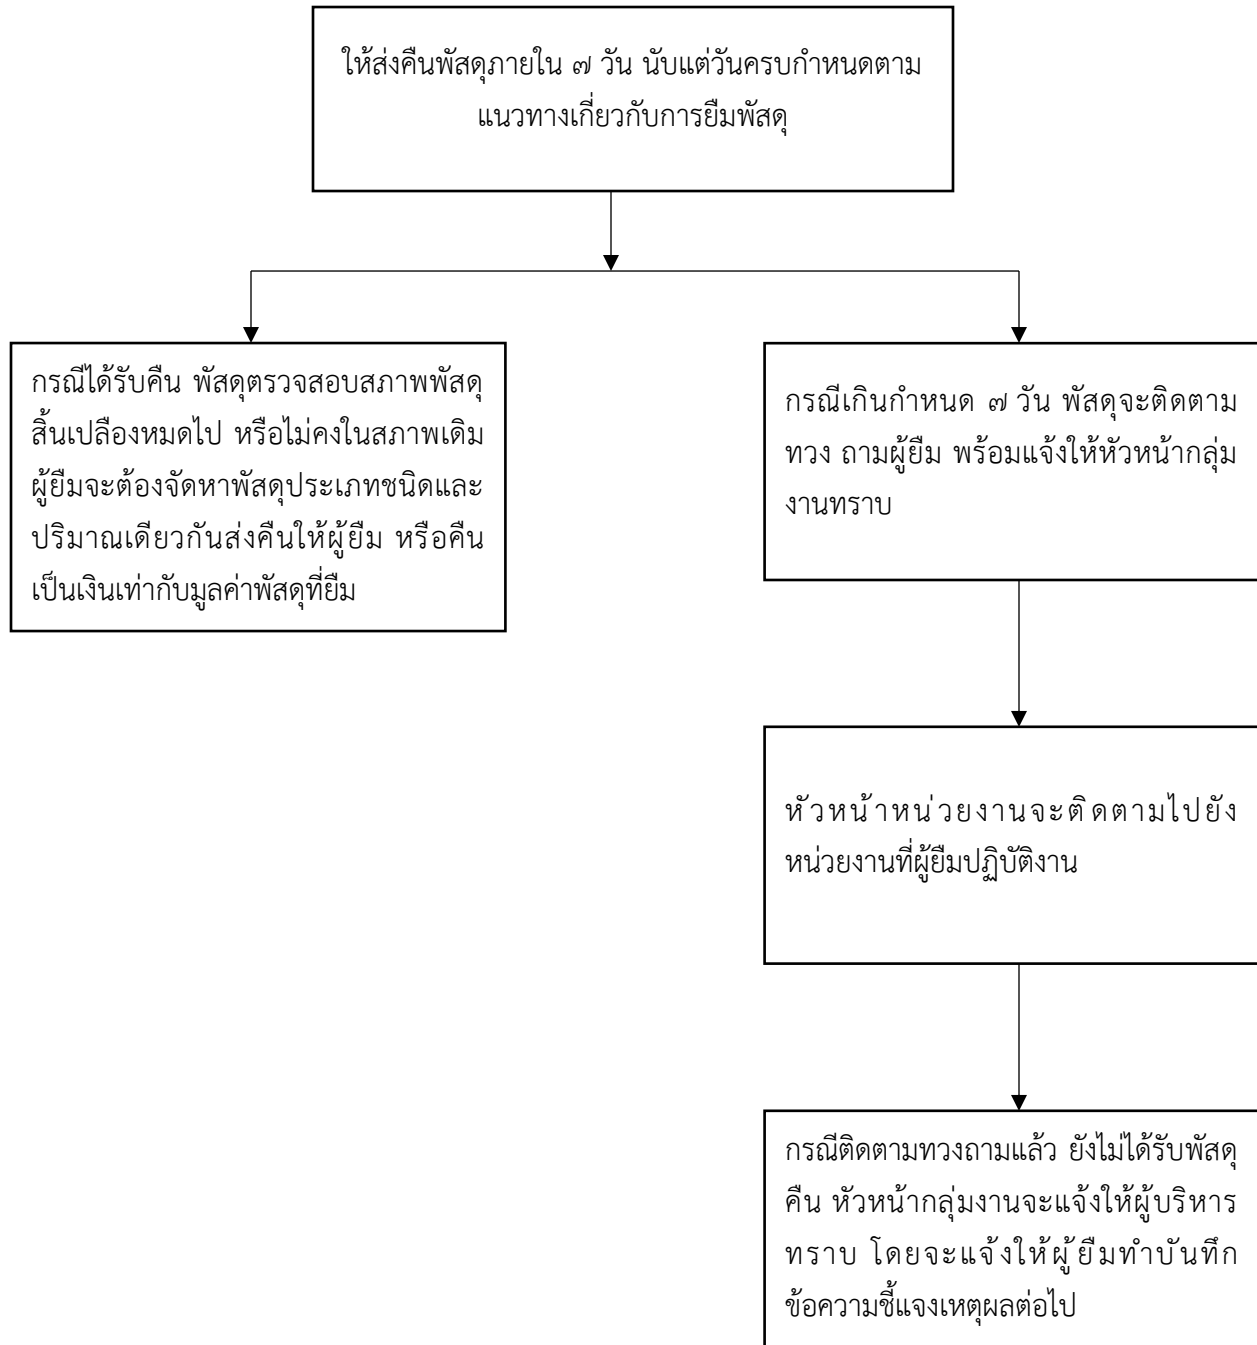 ให้ส่งคืนพัสดุภายใน ๗ วัน นับแต่วันครบกำหนดตาม
แนวทางเกี่ยวกับการยืมพัสดุ
กรณีได้รับคืน พัสดุตรวจสอบสภาพพัสดุ
สิ้นเปลืองหมดไป หรือไม่คงในสภาพเดิม
ผู้ยืมจะต้องจัดหาพัสดุประเภทชนิดและ
ปริมาณเดียวกันส่งคืนให้ผู้ยืม หรือคืน
เป็นเงินเท่ากับมูลค่าพัสดุที่ยืม
กรณีเกินกำหนด ๗ วัน พัสดุจะติดตาม
ทวง ถามผู้ยืม พร้อมแจ้งให้หัวหน้ากลุ่ม
งานทราบ
หัวหน้าหน่วยงานจะติดตามไปยัง
หน่วยงานที่ผู้ยืมปฏิบัติงาน
กรณีติดตามทวงถามแล้ว ยังไม่ได้รับพัสดุ
คืน หัวหน้ากลุ่มงานจะแจ้งให้ผู้บริหาร
ทราบ โดยจะแจ้งให้ผู้ยืมทำบันทึก
ข้อความชี้แจงเหตุผลต่อไป